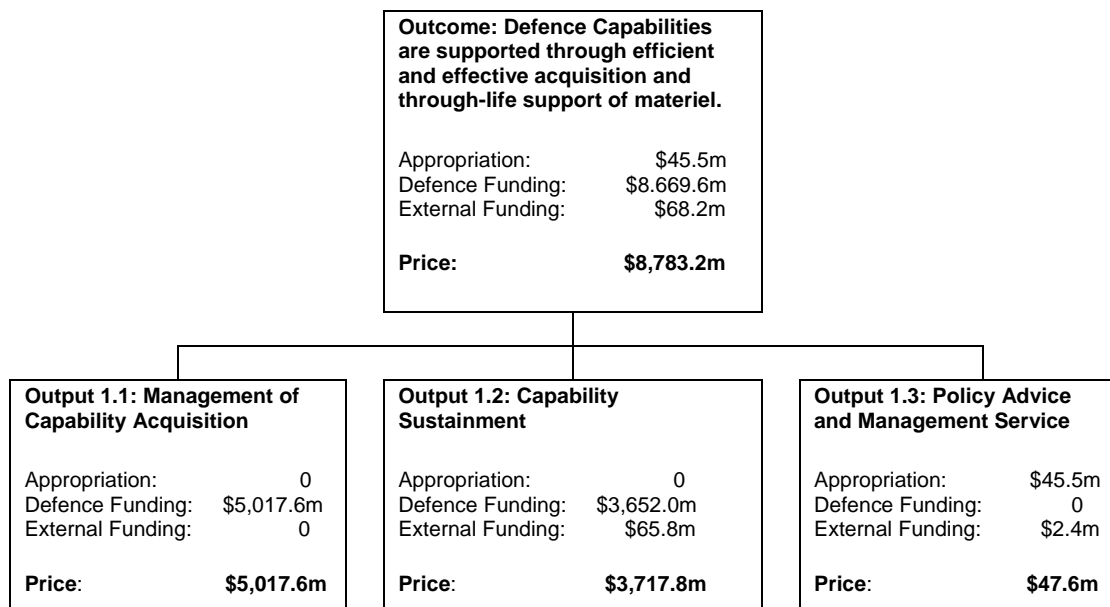 Outcome: Defence Capabilities
are supported through efficient
and effective acquisition and
through-life support of materiel.
Appropriation: $45.5m
Defence Funding: $8.669.6m
External Funding: $68.2m
Price: $8,783.2m
Output 1.1: Management of
Capability Acquisition
Appropriation: 0
Defence Funding: $5,017.6m
External Funding: 0
Price: $5,017.6m
Output 1.2: Capability
Sustainment
Appropriation: 0
Defence Funding: $3,652.0m
External Funding: $65.8m
Price: $3,717.8m
Output 1.3: Policy Advice
and Management Service
Appropriation: $45.5m
Defence Funding: 0
External Funding: $2.4m
Price: $47.6m